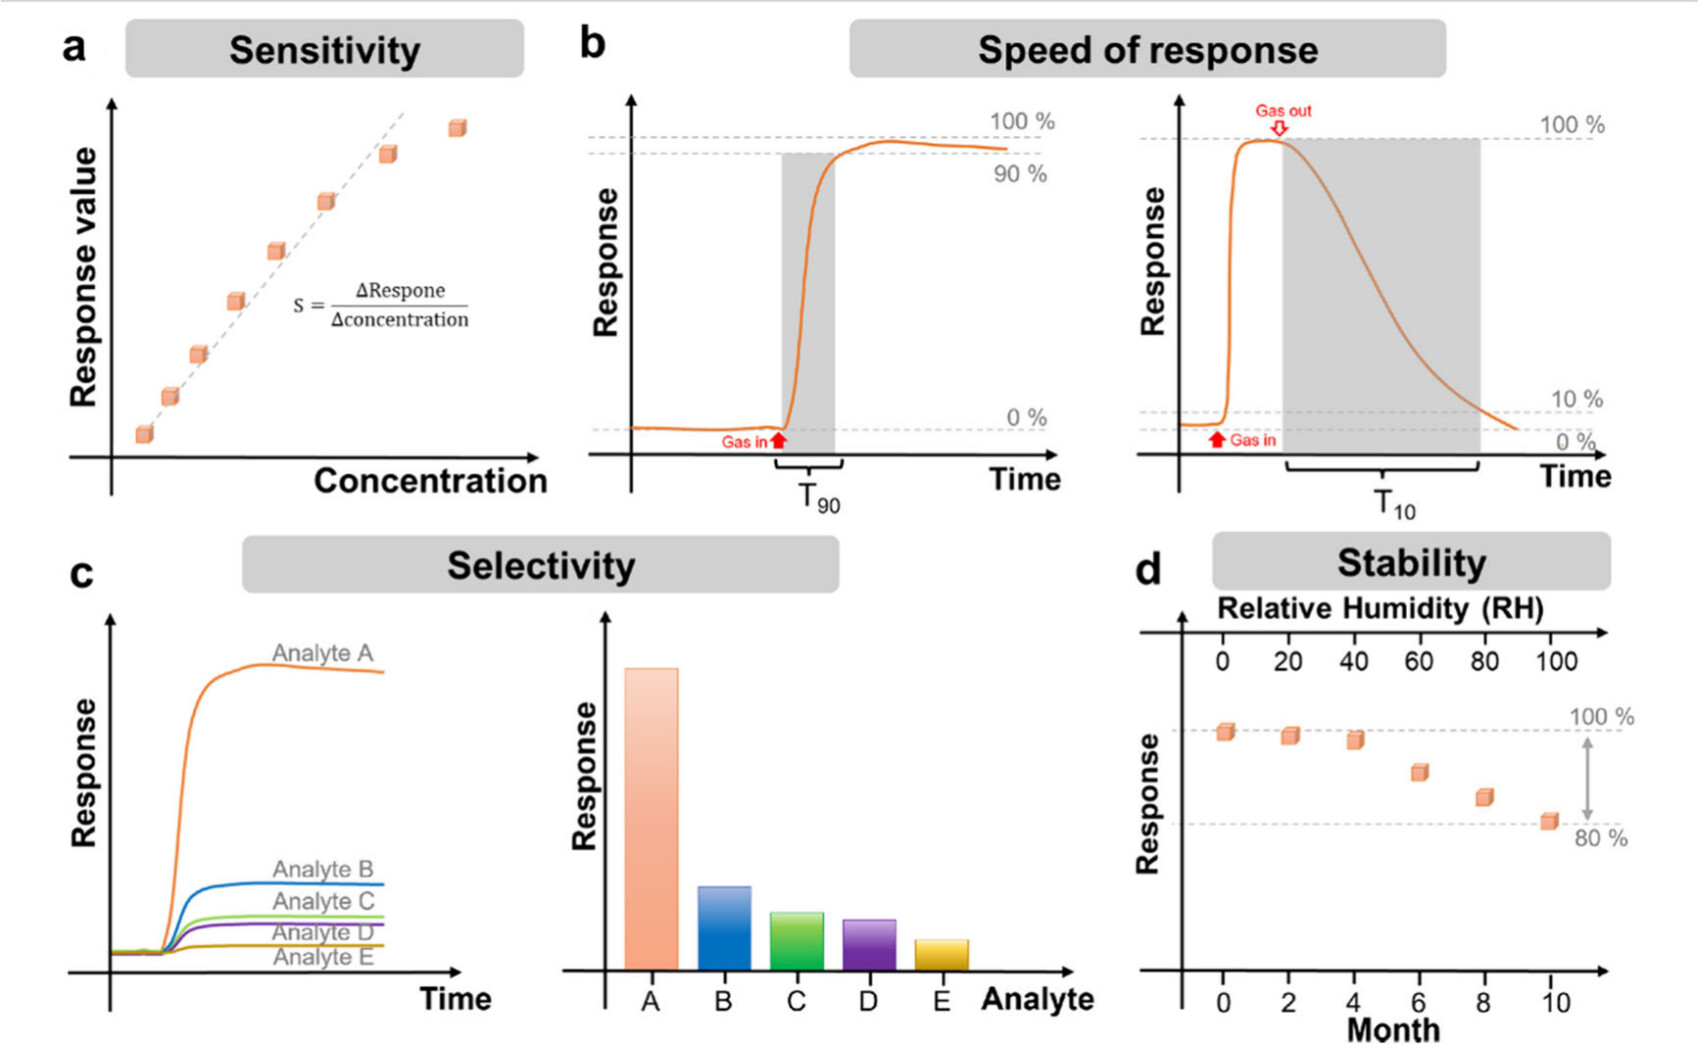 a
Sensitivity
Response value
S = ΔRespone
Δconcentration
Concentration
b
Speed of response
Response
100 %
90 %
0 %
Gas in
T90
Time
Response
Gas out
100 %
10 %
0 %
Gas in
T10
Time
c
Selectivity
Response
Analyte A
Analyte B
Analyte C
Analyte D
Analyte E
Time
Response
A B C D E
Analyte
d
Stability
Relative Humidity (RH)
0 20 40 60 80 100
Response
100 %
80 %
0 2 4 6 8 10
Month